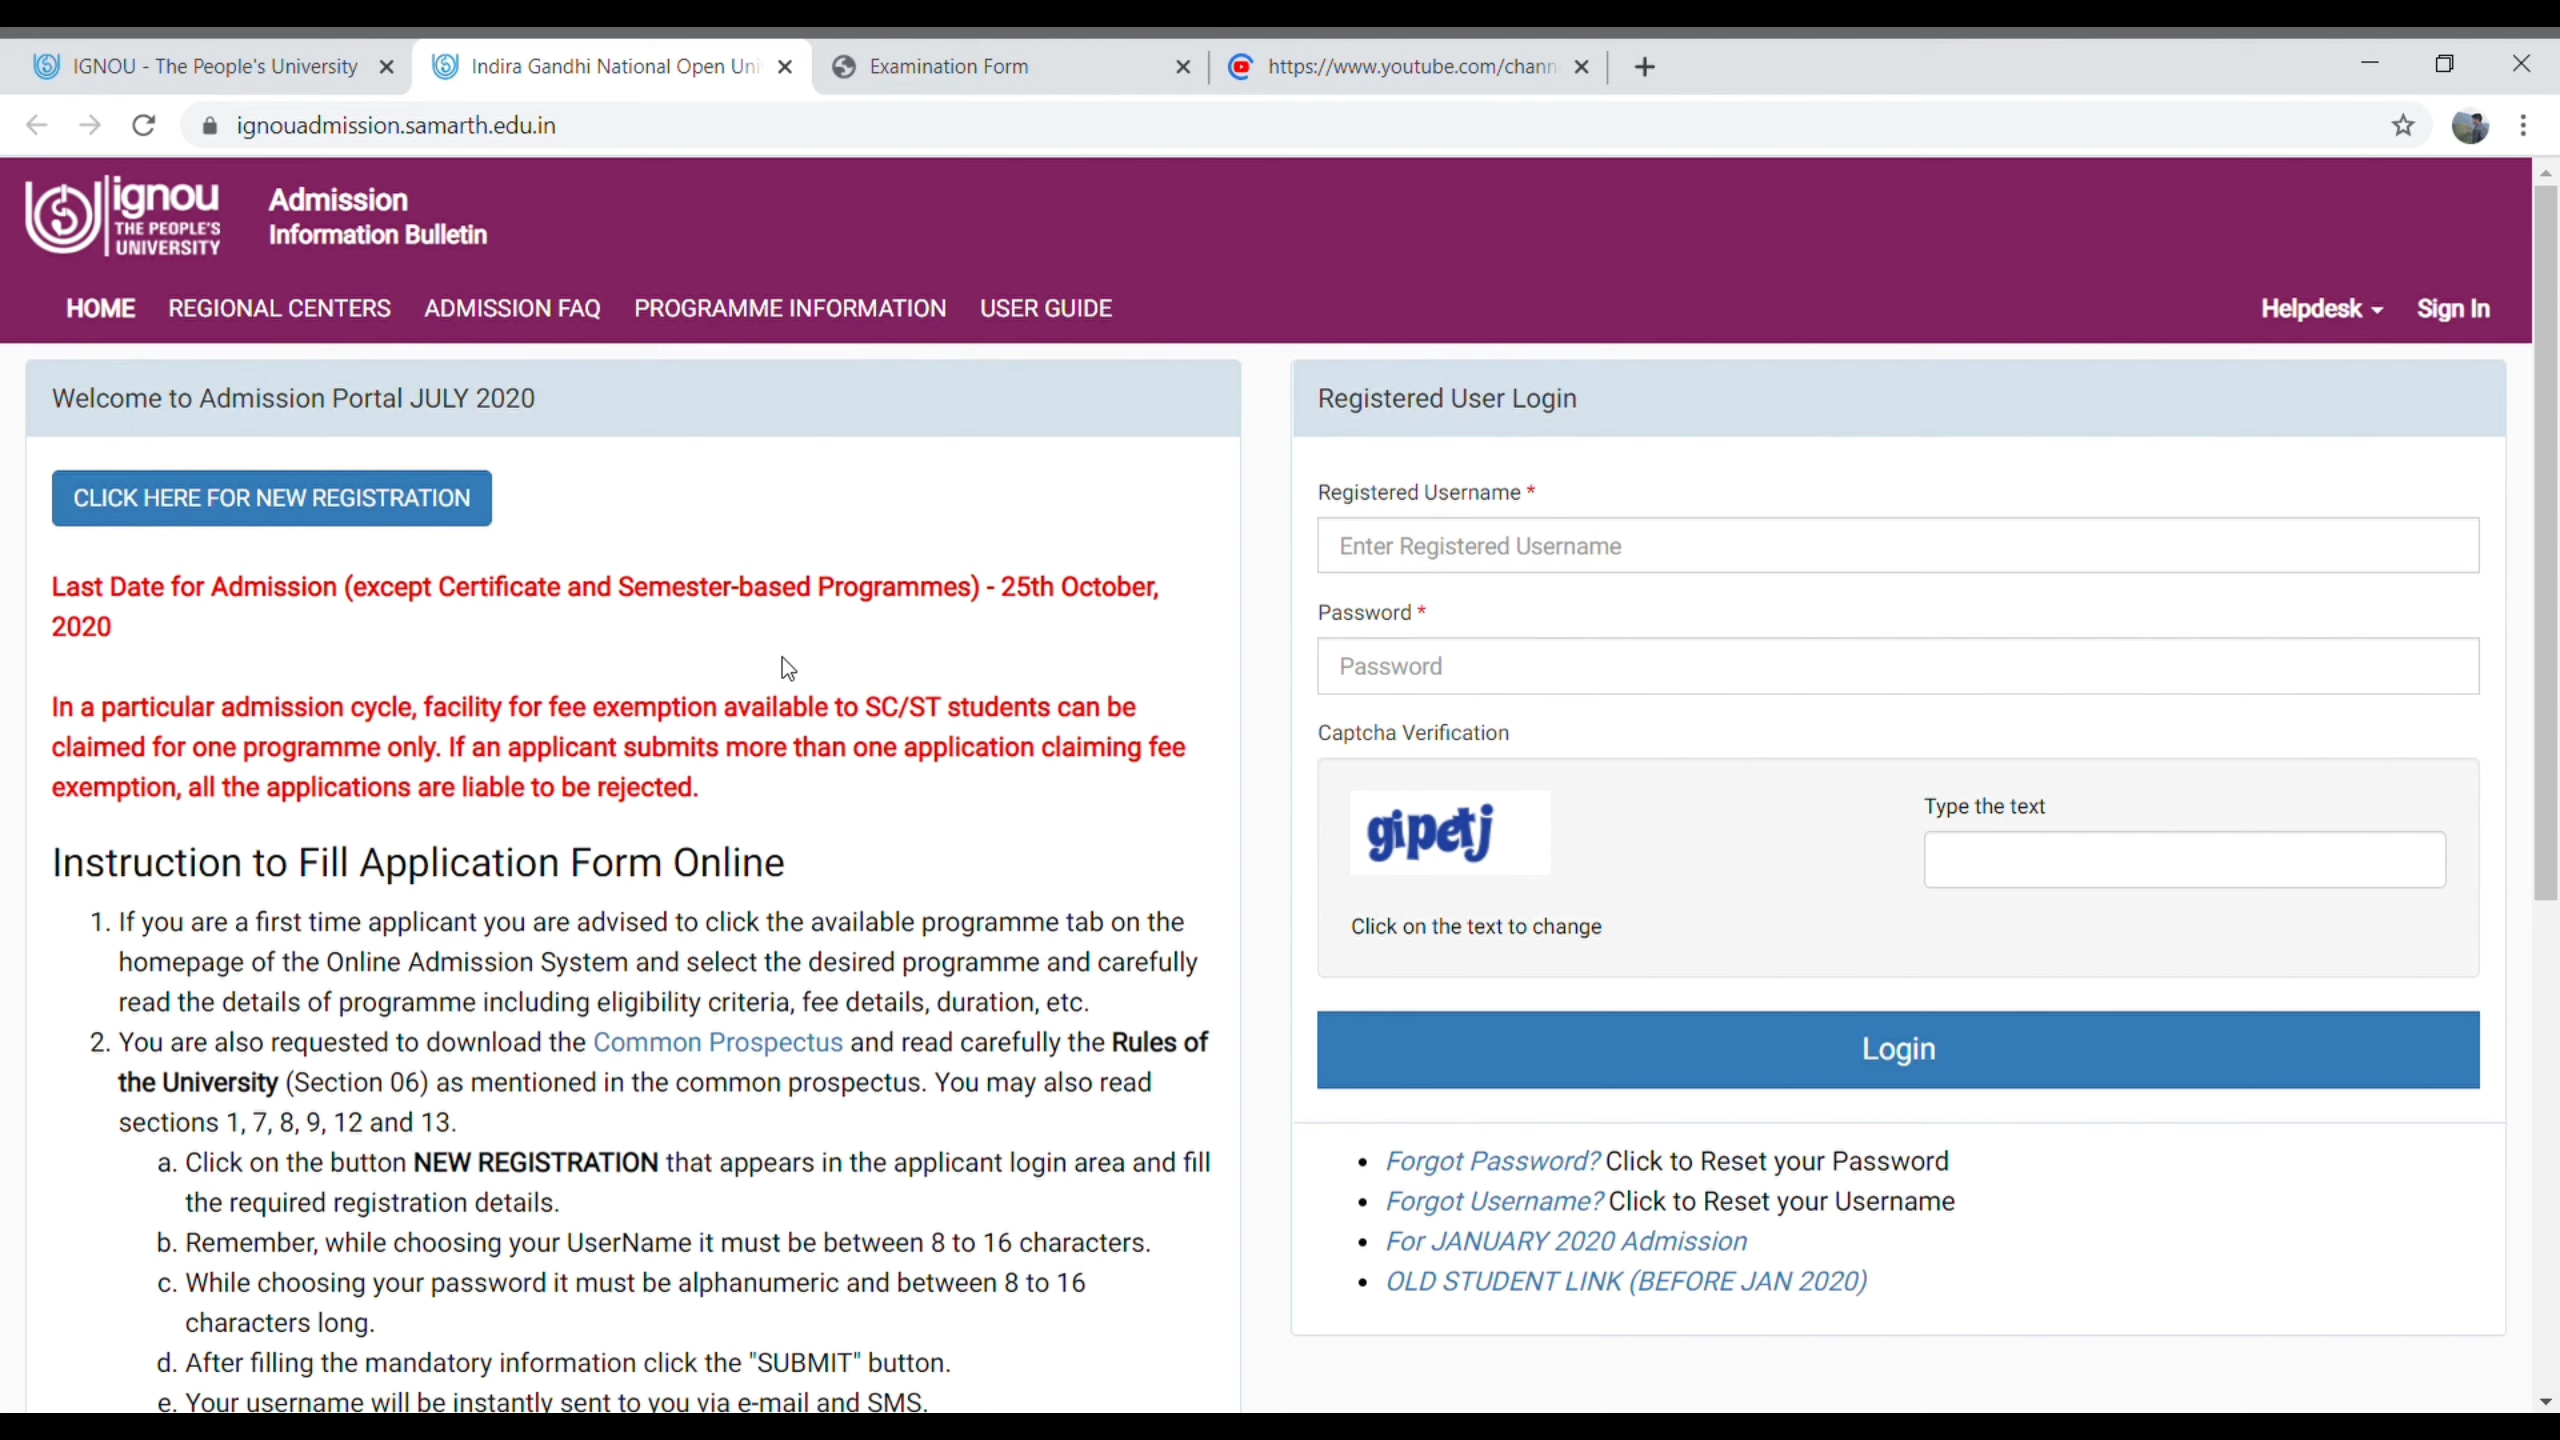 IGNOU - The People's University
Indira Gandhi National Open Uni
Examination Form
https://www.youtube.com/chann
ignouadmission.samarth.edu.in
ignou
THE PEOPLE'S
UNIVERSITY
Admission
Information Bulletin
HOME REGIONAL CENTERS ADMISSION FAQ PROGRAMME INFORMATION USER GUIDE Helpdesk Sign In
Welcome to Admission Portal JULY 2020
CLICK HERE FOR NEW REGISTRATION
Last Date for Admission (except Certificate and Semester-based Programmes) - 25th October,
2020
In a particular admission cycle, facility for fee exemption available to SC/ST students can be
claimed for one programme only. If an applicant submits more than one application claiming fee
exemption, all the applications are liable to be rejected.
Instruction to Fill Application Form Online
1. If you are a first time applicant you are advised to click the available programme tab on the
homepage of the Online Admission System and select the desired programme and carefully
read the details of programme including eligibility criteria, fee details, duration, etc.
2. You are also requested to download the Common Prospectus and read carefully the Rules of
the University (Section 06) as mentioned in the common prospectus. You may also read
sections 1, 7, 8, 9, 12 and 13.
a. Click on the button NEW REGISTRATION that appears in the applicant login area and fill
the required registration details.
b. Remember, while choosing your UserName it must be between 8 to 16 characters.
c. While choosing your password it must be alphanumeric and between 8 to 16
characters long.
d. After filling the mandatory information click the "SUBMIT" button.
e. Your username will be instantly sent to you via e-mail and SMS.
Registered User Login
Registered Username *
Enter Registered Username
Password *
Password
Captcha Verification
gipetj
Type the text
Click on the text to change
Login
Forgot Password? Click to Reset your Password
Forgot Username? Click to Reset your Username
For JANUARY 2020 Admission
OLD STUDENT LINK (BEFORE JAN 2020)